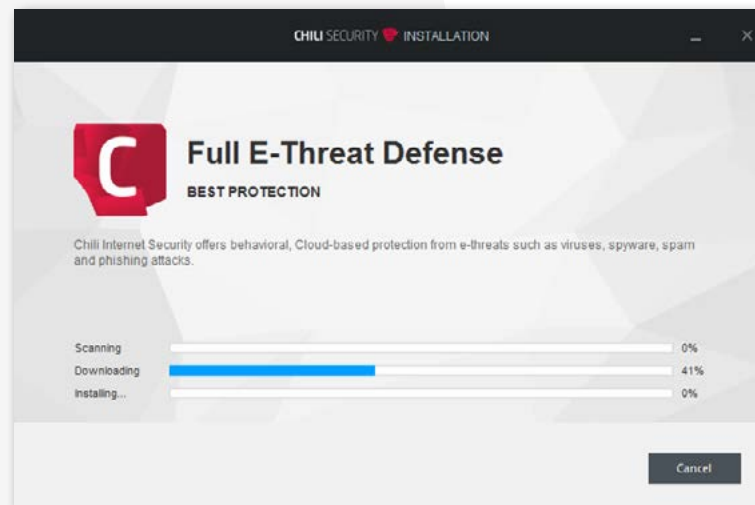 CHILI SECURITY INSTALLATION
C
Full E-Threat Defense
BEST PROTECTION
Chili Internet Security offers behavioral, Cloud-based protection from e-threats such as viruses, spyware, spam
and phishing attacks.
Scanning 0%
Downloading 41%
Installing... 0%
Cancel